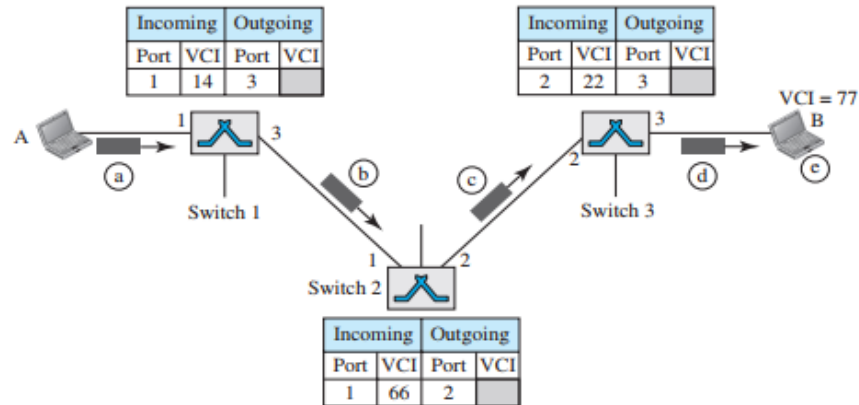 Incoming Outgoing
Port VCI Port VCI
1 14 3
Incoming Outgoing
Port VCI Port VCI
2 22 3
VCI = 77
A
1
3
3
B
a
b
c
2
d
e
Switch 1
Switch 3
1
2
Switch 2
Incoming Outgoing
Port VCI Port VCI
1 66 2